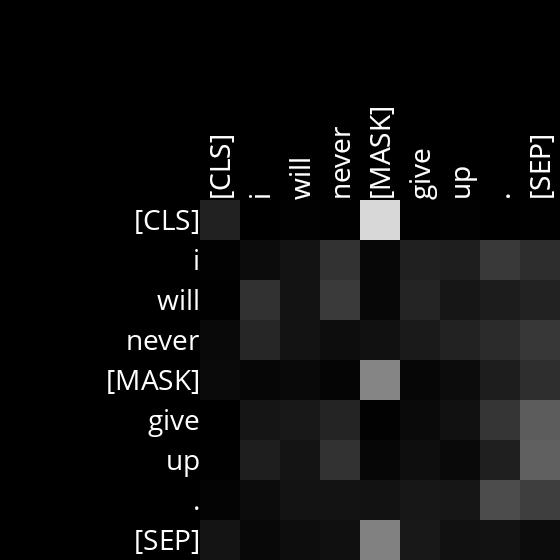 [CLS] i will never [MASK] give up . [SEP]
[CLS]
i
will
never
[MASK]
give
up
.
[SEP]